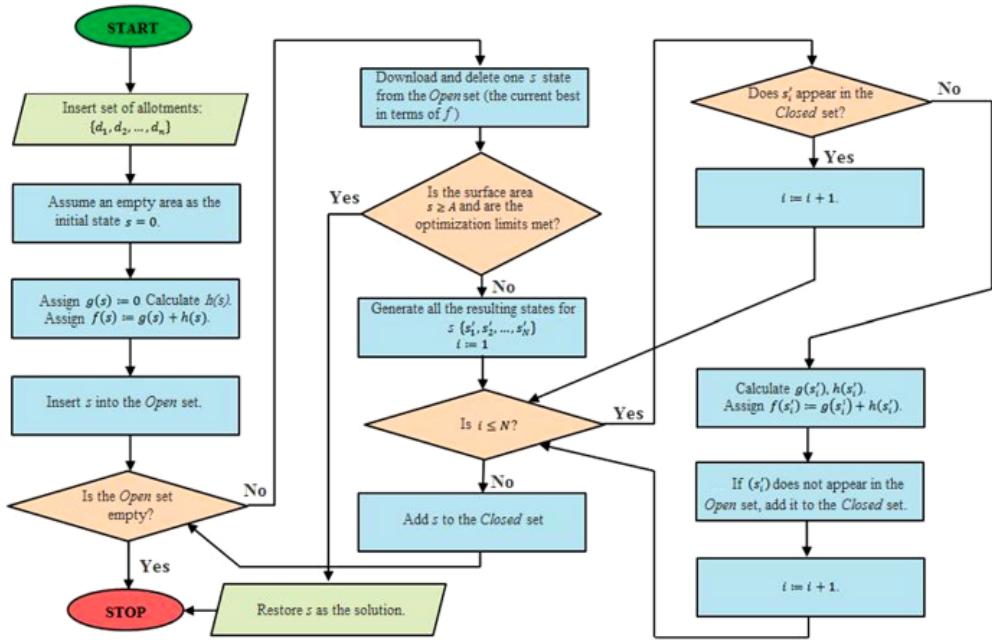 START
Insert set of allotments:
{d₁, d₂, ..., dₙ}
Assume an empty area as the
initial state s = 0.
Assign g(s) ≔ 0 Calculate h(s).
Assign f(s) ≔ g(s) + h(s).
Insert s into the Open set.
Is the Open set
empty?
No
Yes
STOP
Download and delete one s state
from the Open set (the current best
in terms of f )
Yes
Is the surface area
s ≥ A and are the
optimization limits met?
No
Generate all the resulting states for
s {s′₁, s′₂, ..., s′N}
i ≔ 1
Is i ≤ N?
Yes
No
Add s to the Closed set
Restore s as the solution.
Does s′ᵢ appear in the
Closed set?
No
Yes
i ≔ i + 1.
Calculate g(s′ᵢ), h(s′ᵢ).
Assign f(s′ᵢ) ≔ g(s′ᵢ) + h(s′ᵢ).
If (s′ᵢ) does not appear in the
Open set, add it to the Closed set.
i ≔ i + 1.